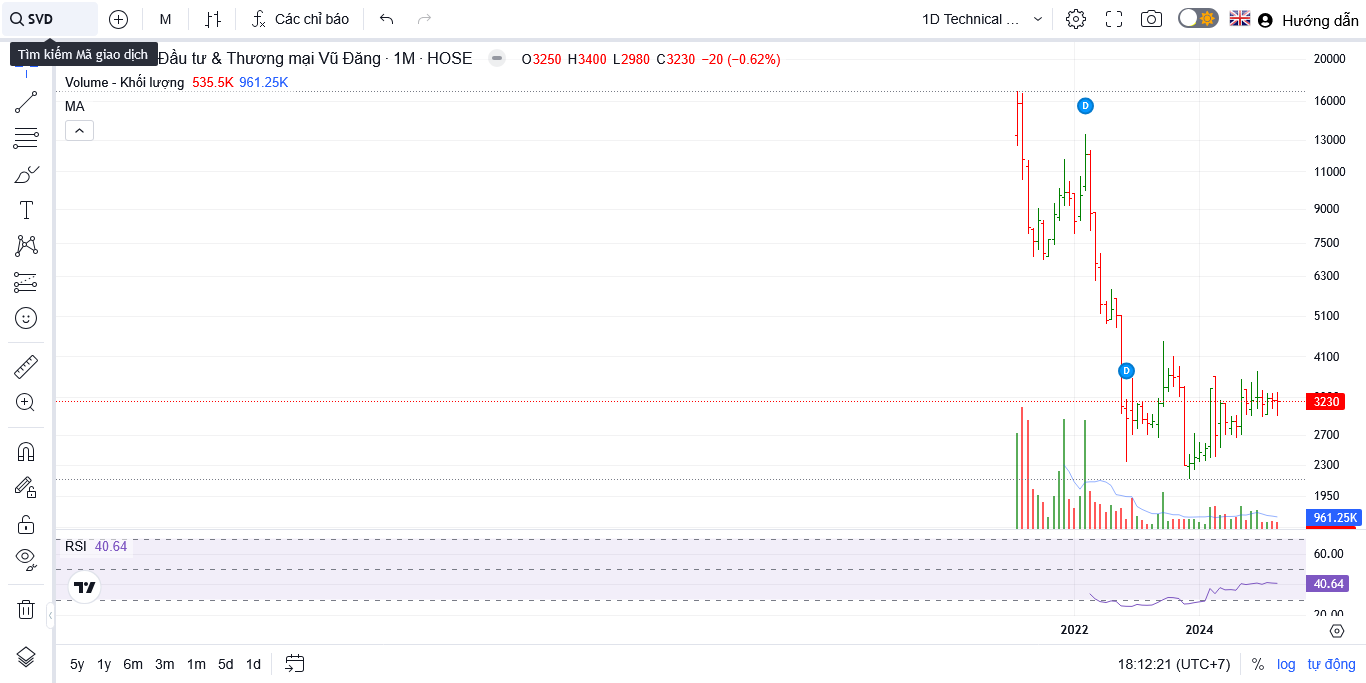 SVD
M
Các chỉ báo
1D Technical ...
Hướng dẫn
Tìm kiếm Mã giao dịch
Đầu tư & Thương mại Vũ Đăng · 1M · HOSE
O3250 H3400 L2980 C3230 −20 (−0.62%)
Volume - Khối lượng 535.5K 961.25K
MA
D
D
20000
16000
13000
11000
9000
7500
6300
5100
4100
3230
2700
2300
1950
961.25K
RSI 40.64
60.00
40.64
20.00
2022
2024
5y 1y 6m 3m 1m 5d 1d
18:12:21 (UTC+7)
% log tự động